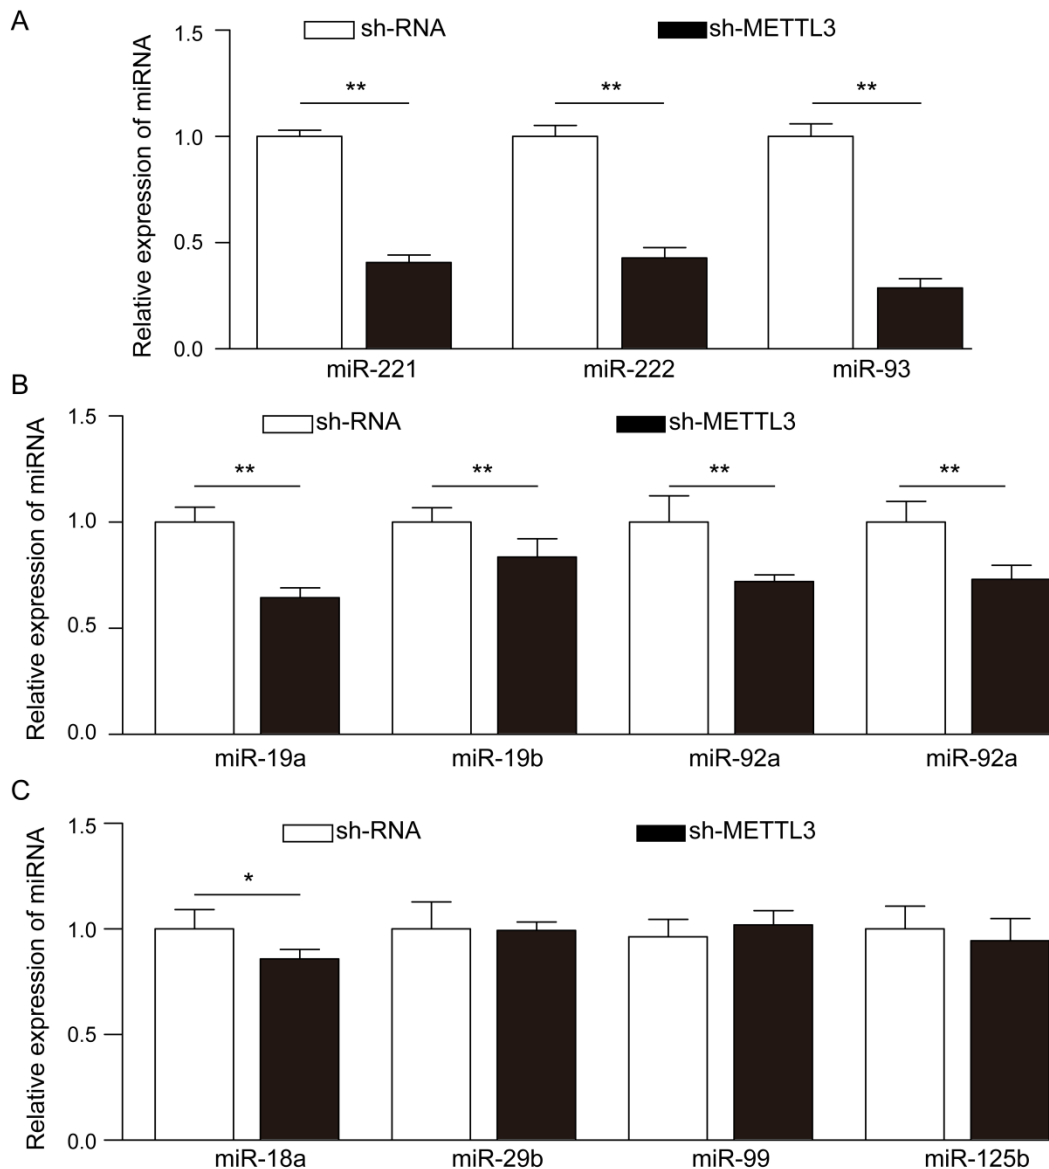 A
sh-RNA sh-METTL3
Relative expression of miRNA
1.5
1.0
0.5
0.0
** ** **
miR-221 miR-222 miR-93
B
sh-RNA sh-METTL3
Relative expression of miRNA
1.5
1.0
0.5
0.0
** ** ** **
miR-19a miR-19b miR-92a miR-92a
C
sh-RNA sh-METTL3
Relative expression of miRNA
1.5
1.0
0.5
0.0
*
miR-18a miR-29b miR-99 miR-125b